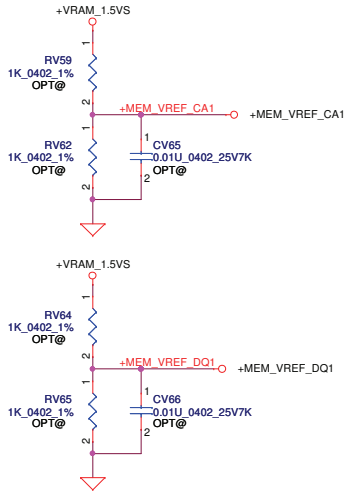 +VRAM_1.5VS
1
RV59
1K_0402_1%
OPT@
2
+MEM_VREF_CA1
+MEM_VREF_CA1
1
RV62
1K_0402_1%
OPT@
2
1
CV65
0.01U_0402_25V7K
OPT@
2
+VRAM_1.5VS
1
RV64
1K_0402_1%
OPT@
2
+MEM_VREF_DQ1
+MEM_VREF_DQ1
1
RV65
1K_0402_1%
OPT@
2
1
CV66
0.01U_0402_25V7K
OPT@
2